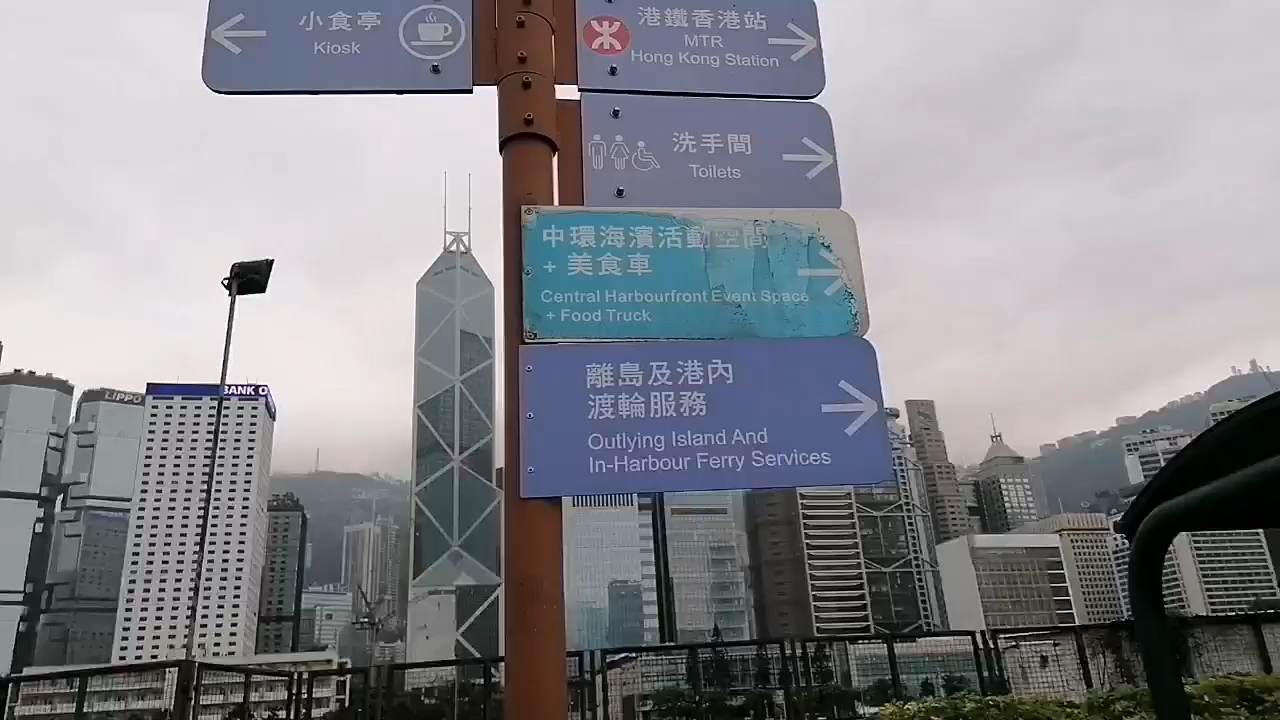 小食亭
Kiosk
港鐵香港站
MTR
Hong Kong Station
洗手間
Toilets
中環海濱活動空間
+ 美食車
Central Harbourfront Event Space
+ Food Truck
離島及港內
渡輪服務
Outlying Island And
In-Harbour Ferry Services
LIPPO
BANK O